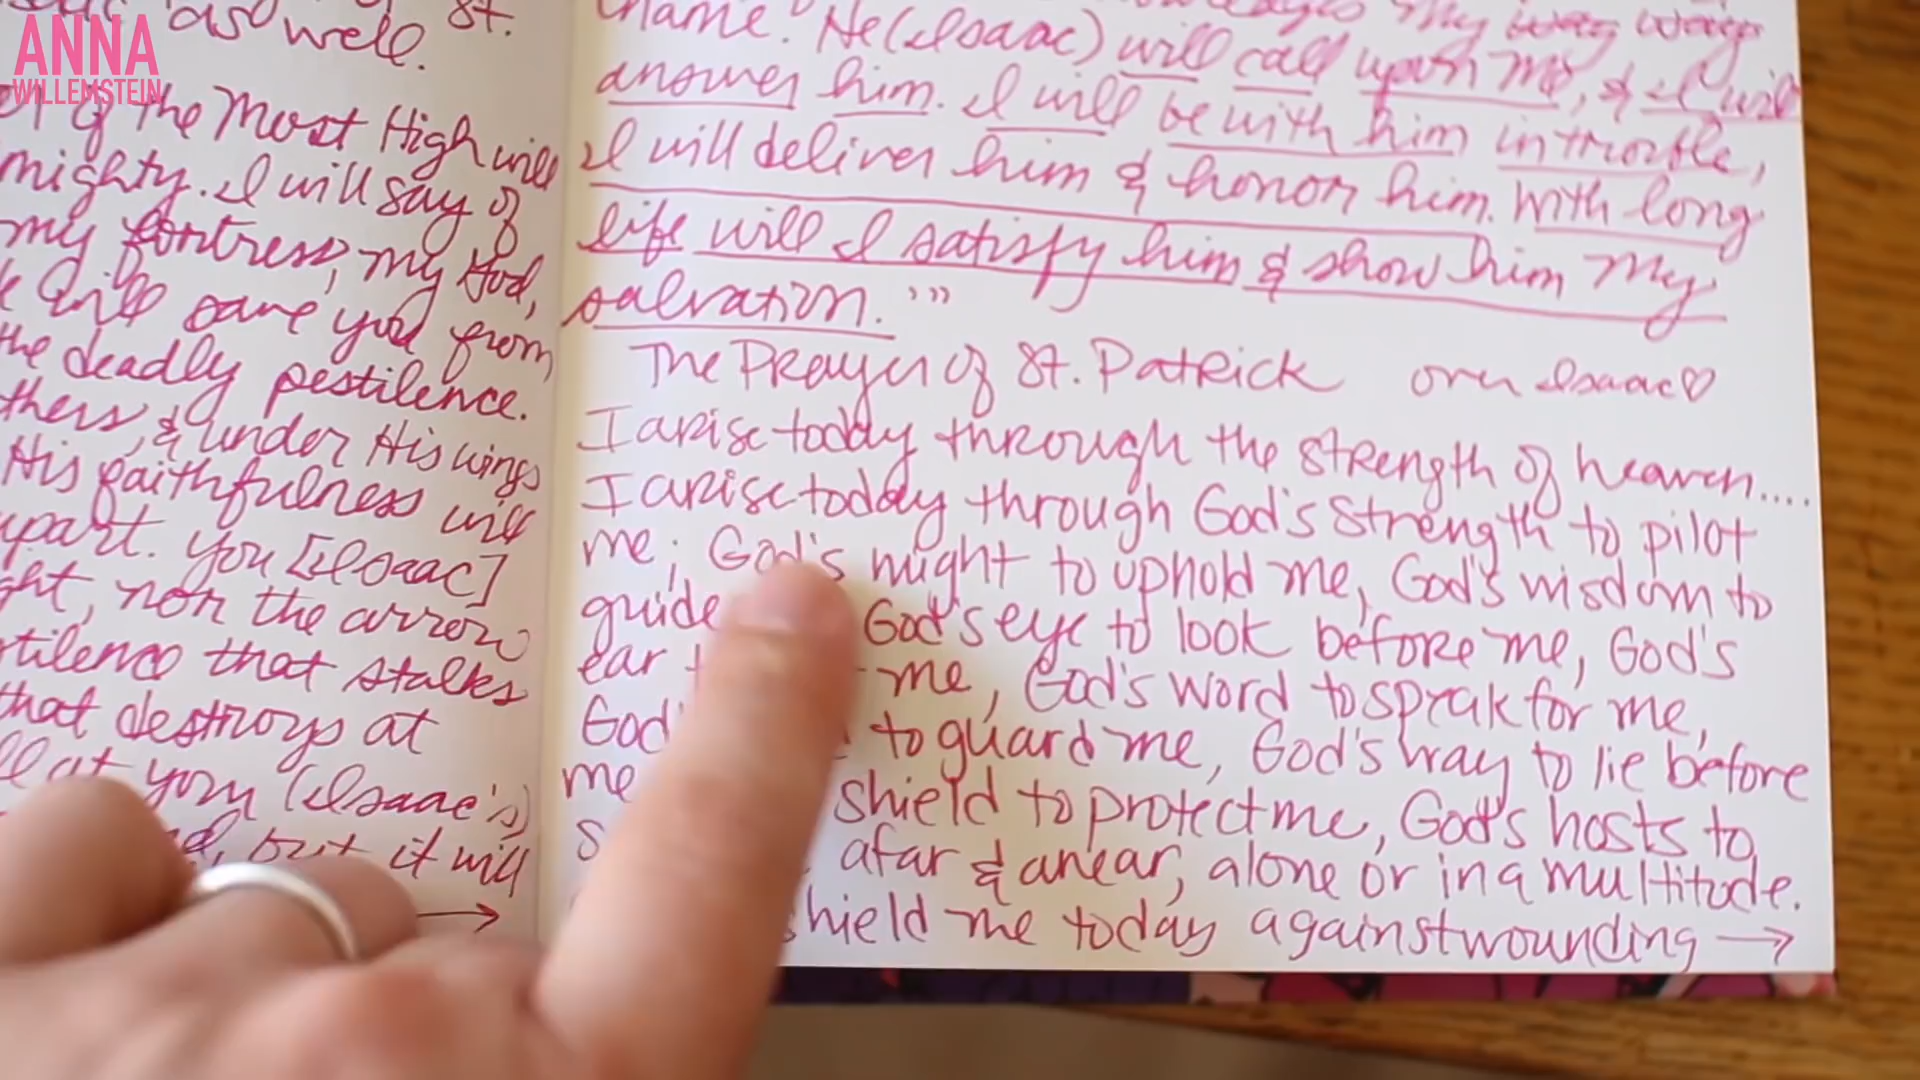 ANNA
WILLEMSTEIN
as well. St.
of the Most High will
mighty. I will say of
my fortress, my God,
will save you from
the deadly pestilence.
& under His wings
His faithfulness will
apart. You [Isaac]
nor the arrow
that stalks
that destroys at
at your (Isaac's)
but it will
→
name. My way ways
He (Isaac) will call upon me, & I will
answer him. I will be with him in trouble,
I will deliver him & honor him. With long
life will I satisfy him & show him My
salvation."'"
The Prayer of St. Patrick over Isaac ♡
I arise today through the strength of heaven....
I arise today through God's strength to pilot
me; God's might to uphold me, God's wisdom to
guide God's eye to look before me, God's
ear me, God's word to speak for me,
to guard me, God's way to lie before
me shield to protect me, God's hosts to
afar & anear, alone or in a multitude.
shield me today against wounding →